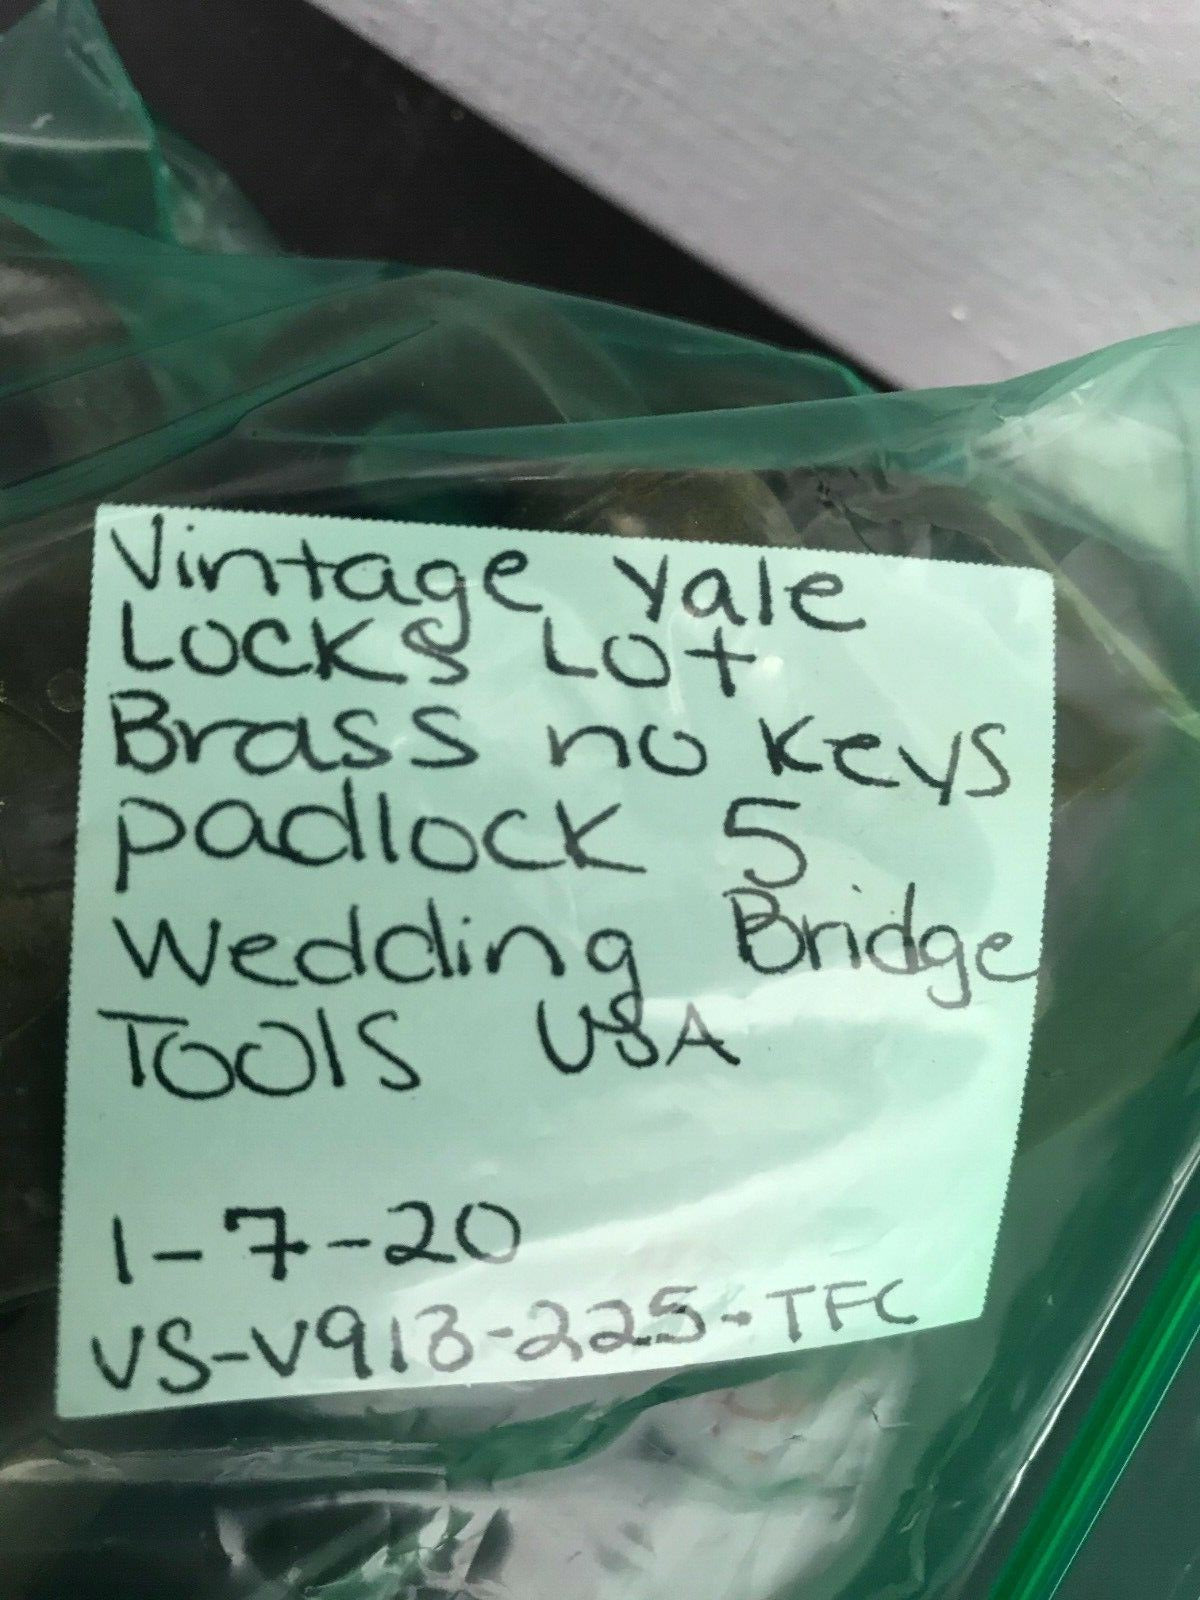 Vintage Yale
Locks Lot
Brass no Keys
padlock 5
Wedding Bridge
Tools USA
1-7-20
VS-V913-225-TFC